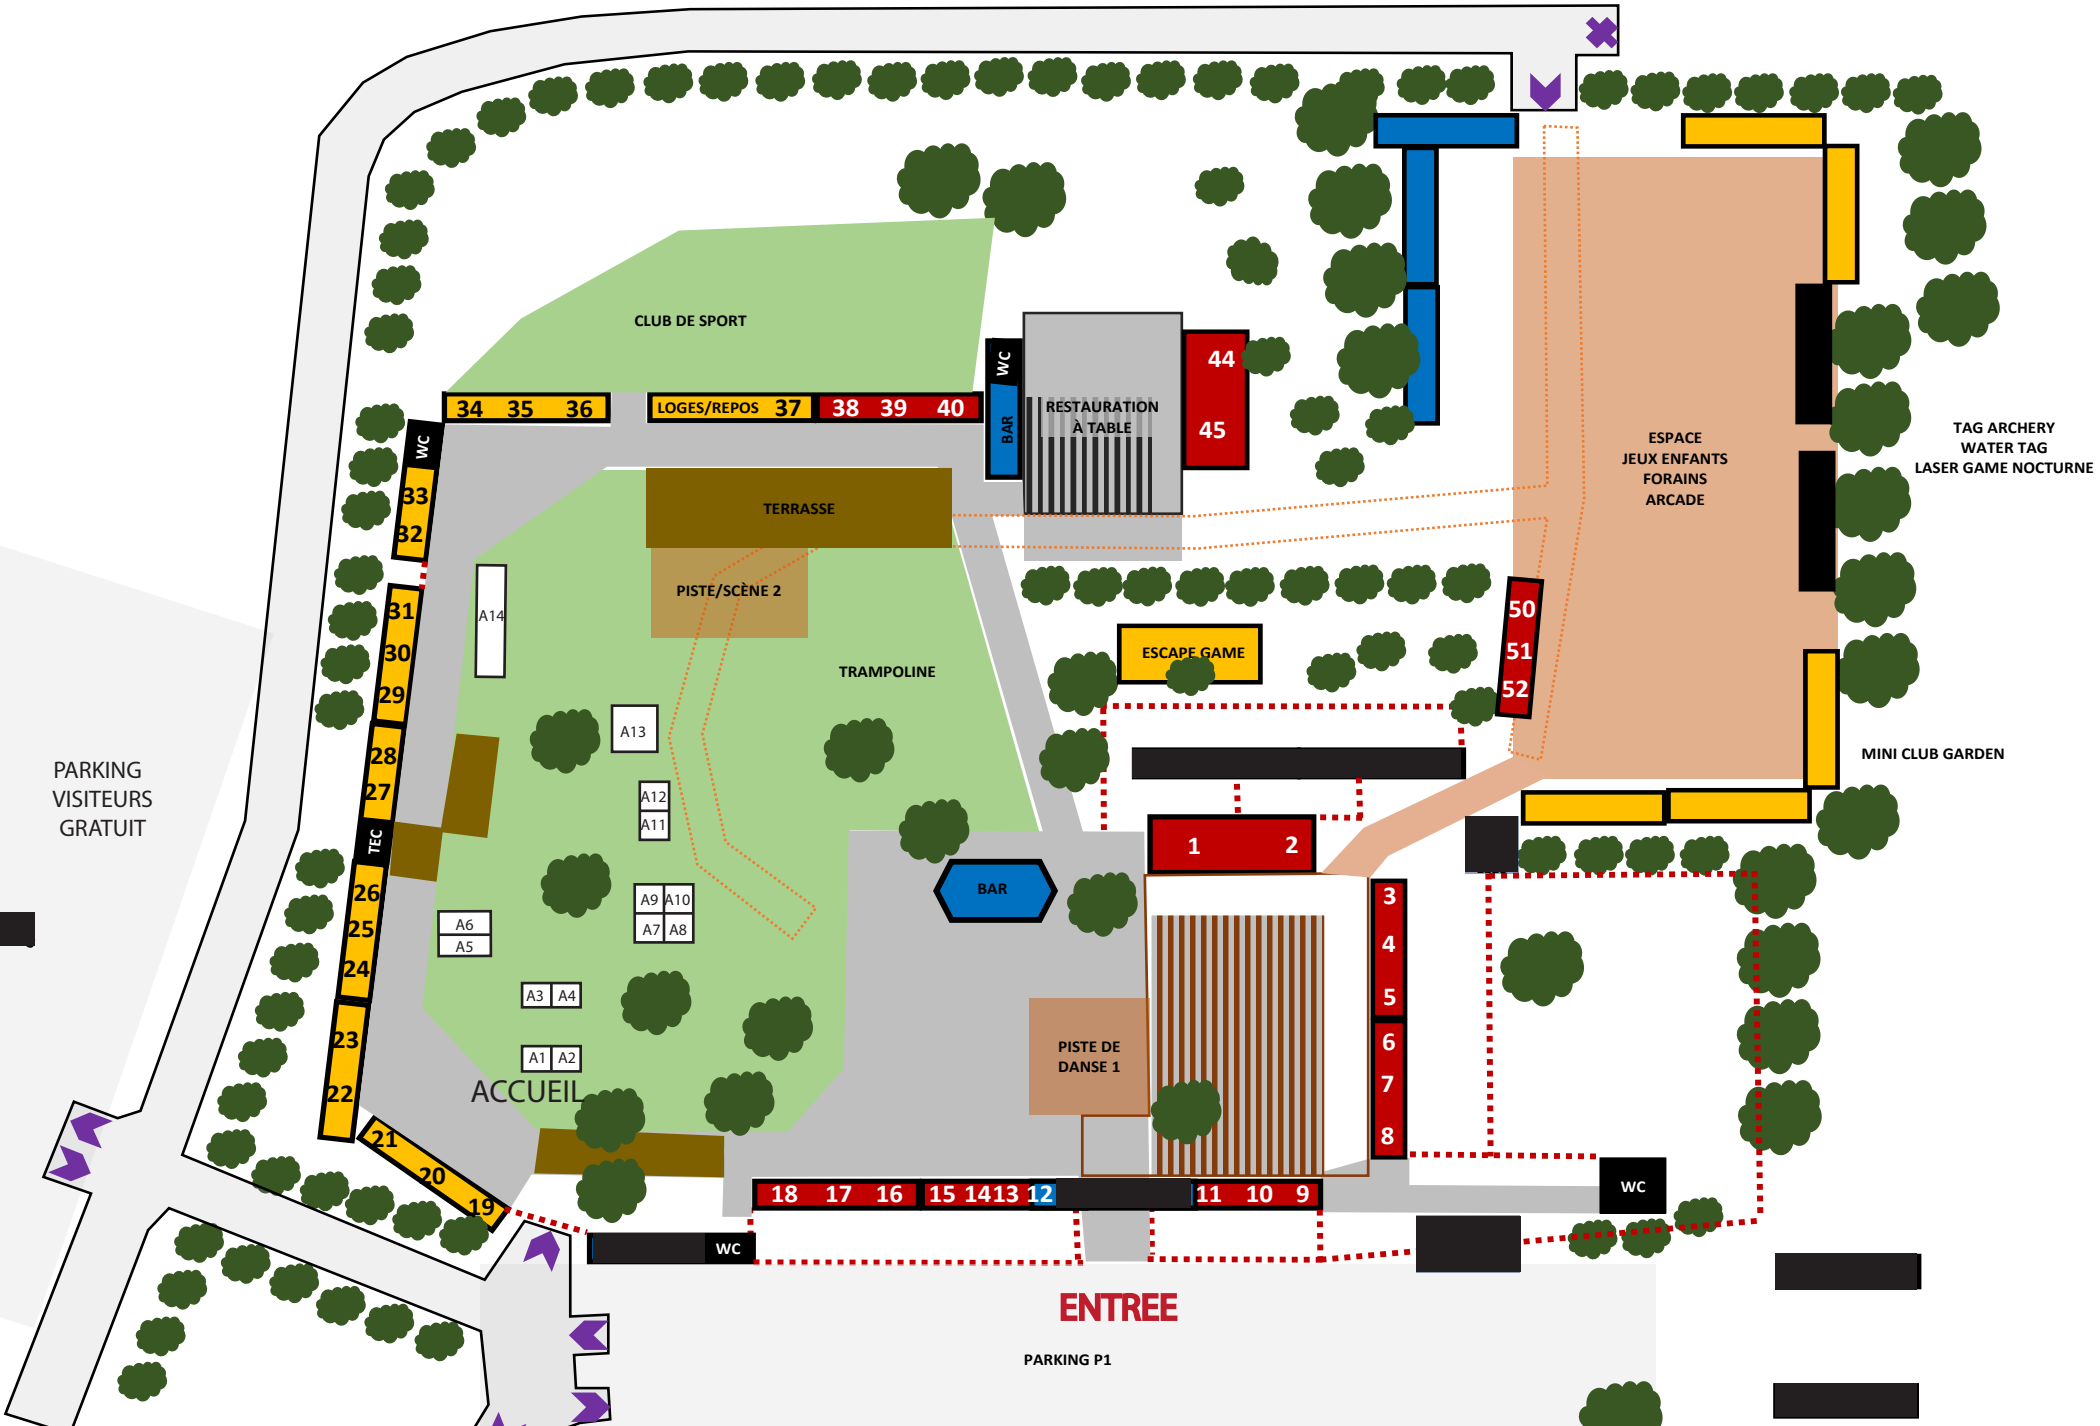 CLUB DE SPORT
WC
44
34 35 36
LOGES/REPOS 37 38 39 40
BAR
RESTAURATION
À TABLE
45
ESPACE
JEUX ENFANTS
FORAINS
ARCADE
TAG ARCHERY
WATER TAG
LASER GAME NOCTURNE
WC
33
32
TERRASSE
31
30
29
A14
PISTE/SCÈNE 2
TRAMPOLINE
ESCAPE GAME
50
51
52
A13
28
27
TEC
A12
A11
PARKING
VISITEURS
GRATUIT
MINI CLUB GARDEN
1 2
26
25
24
A6
A5
A9 A10
A7 A8
BAR
3
4
5
6
7
8
A3 A4
23
22
A1 A2
ACCUEIL
PISTE DE
DANSE 1
21
20
19
18 17 16 15 14 13 12 11 10 9
WC
WC
ENTREE
PARKING P1